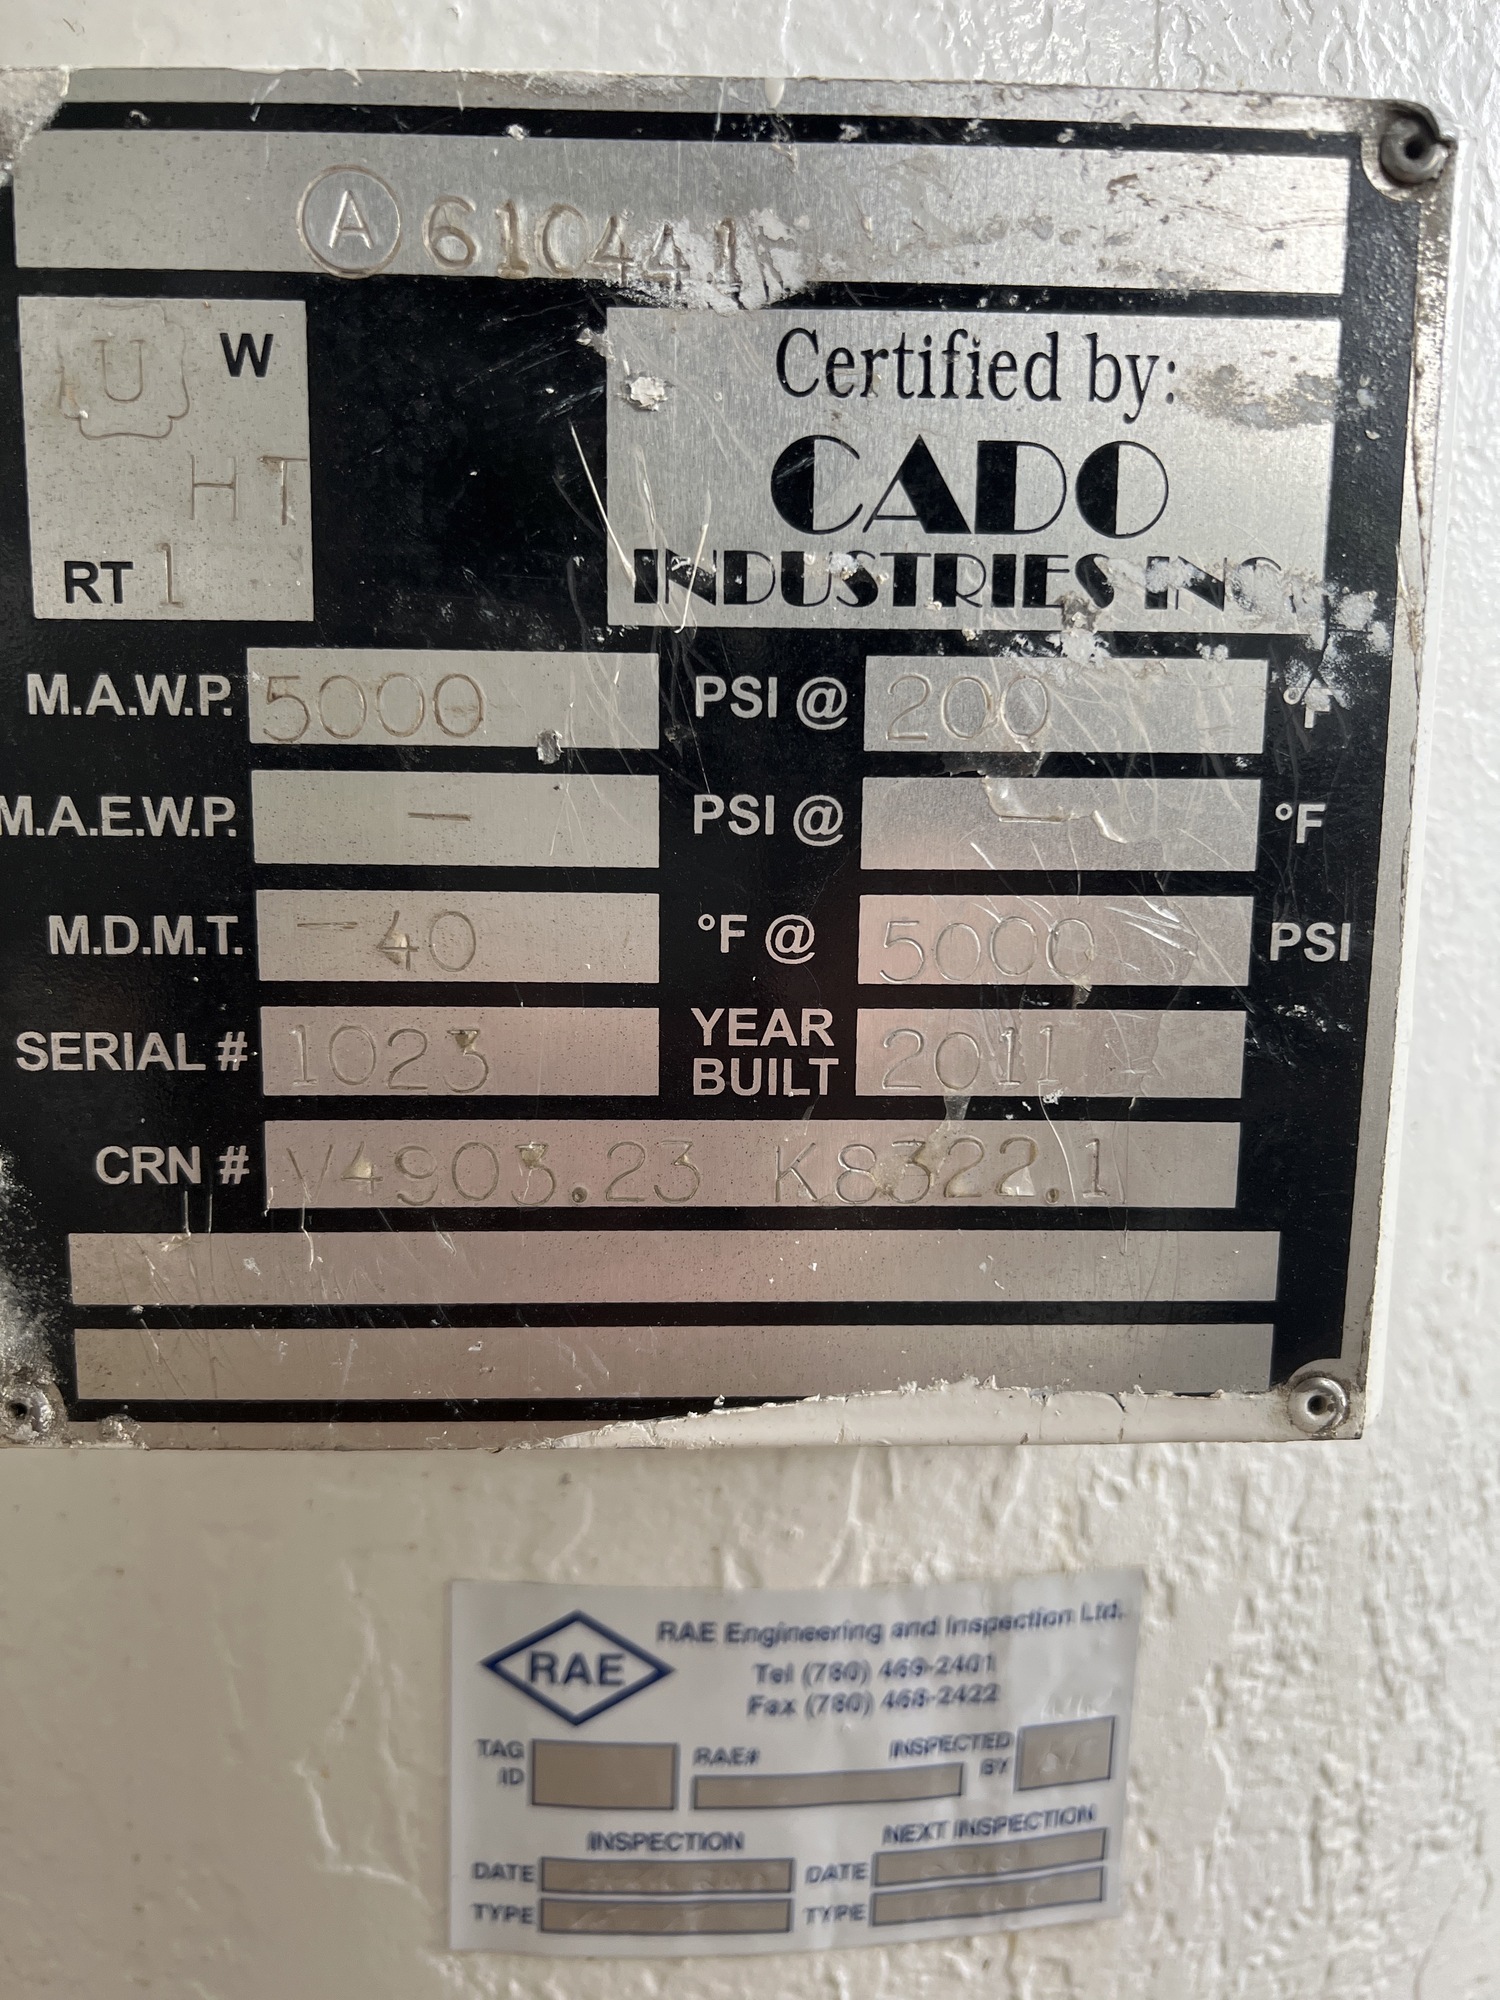 A 610441
U W
HT
RT 1
Certified by:
CADO
INDUSTRIES INC.
M.A.W.P. 5000 PSI @ 200 °F
M.A.E.W.P. - PSI @ - °F
M.D.M.T. -40 °F @ 5000 PSI
SERIAL # 1023 YEAR BUILT 2011
CRN # V4903.23 K8322.1
RAE
RAE Engineering and Inspection Ltd.
Tel (780) 469-2401
Fax (780) 468-2422
TAG ID RAE# INSPECTED BY
INSPECTION NEXT INSPECTION
DATE DATE
TYPE TYPE